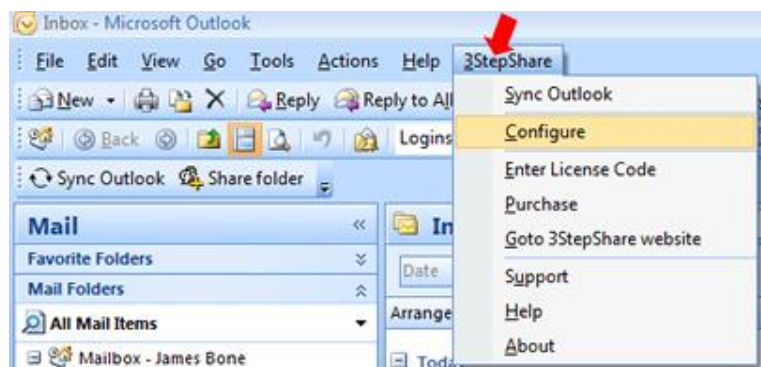 Inbox - Microsoft Outlook
File Edit View Go Tools Actions Help 3StepShare
New Reply Reply to All
Back Logins
Sync Outlook Share folder
Mail
Favorite Folders
Mail Folders
All Mail Items
Mailbox - James Bone
In
Date
Arrange
Today
Sync Outlook
Configure
Enter License Code
Purchase
Goto 3StepShare website
Support
Help
About